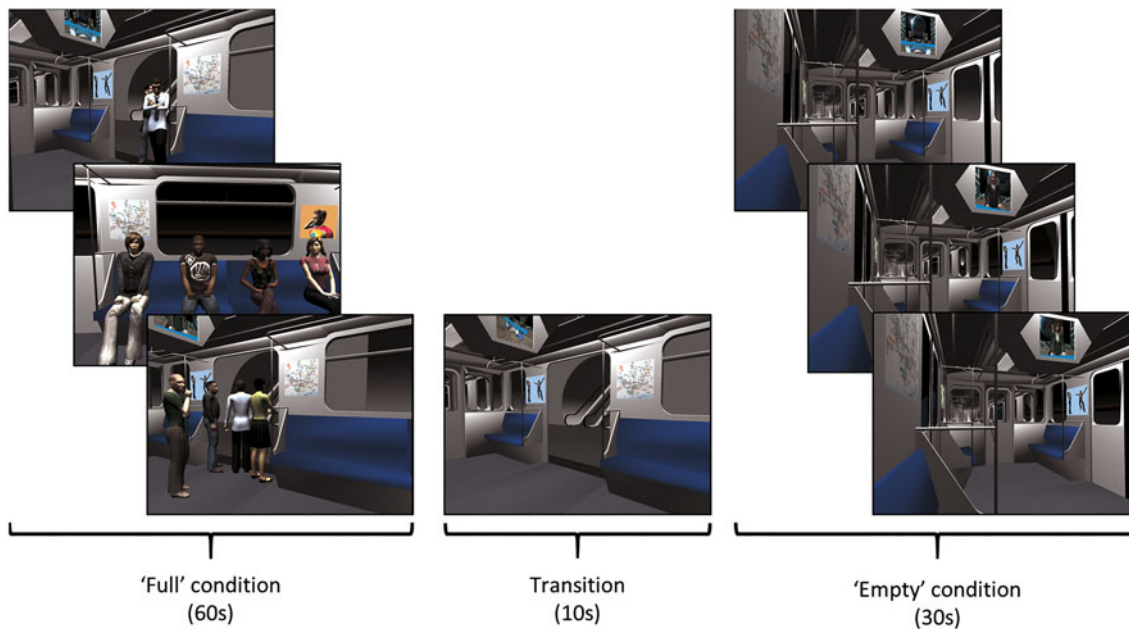 ‘Full’ condition
(60s)
Transition
(10s)
‘Empty’ condition
(30s)